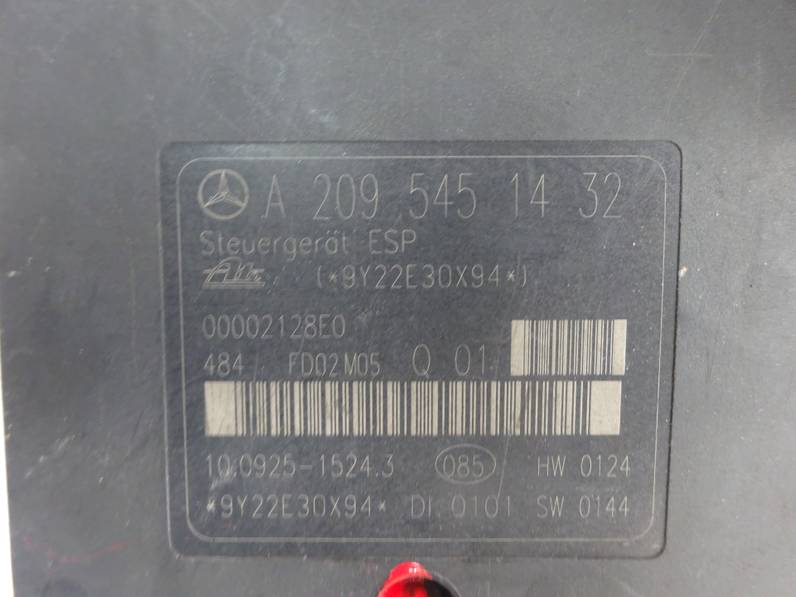 A 209 545 14 32
Steuergerät ESP
Ate (*9Y22E30X94*)
00002128E0
484 FD02M05 Q 01
10.0925-1524.3 085 HW 0124
*9Y22E30X94* DI. 0101 SW 0144